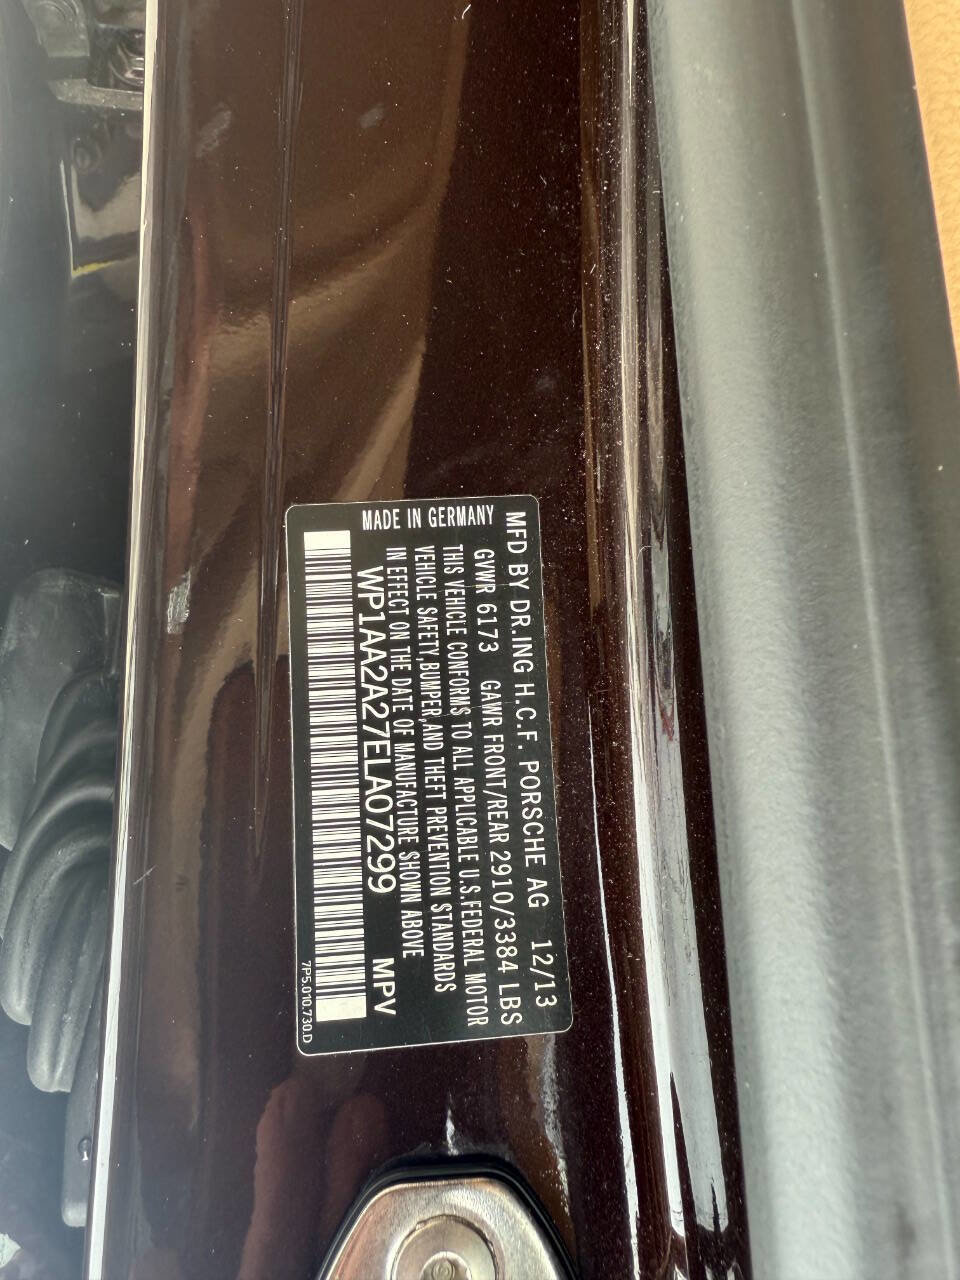 MFD BY DR.ING H.C.F. PORSCHE AG 12/13
GVWR 6173 GAWR FRONT/REAR 2910/3384 LBS
THIS VEHICLE CONFORMS TO ALL APPLICABLE U.S.FEDERAL MOTOR
VEHICLE SAFETY,BUMPER,AND THEFT PREVENTION STANDARDS
IN EFFECT ON THE DATE OF MANUFACTURE SHOWN ABOVE
MADE IN GERMANY
WP1AA2A27ELA07299 MPV
7P5.010.730.D